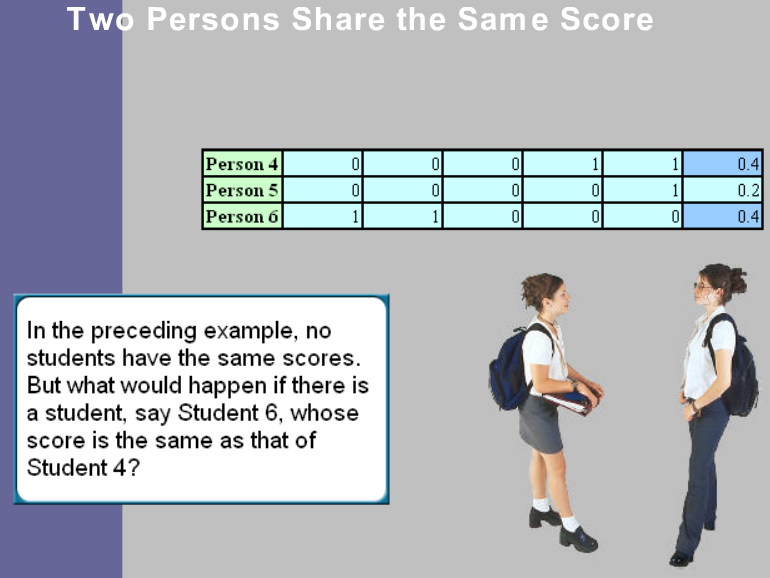 Two Persons Share the Same Score
Person 4 0 0 0 1 1 0.4
Person 5 0 0 0 0 1 0.2
Person 6 1 1 0 0 0 0.4
In the preceding example, no
students have the same scores.
But what would happen if there is
a student, say Student 6, whose
score is the same as that of
Student 4?